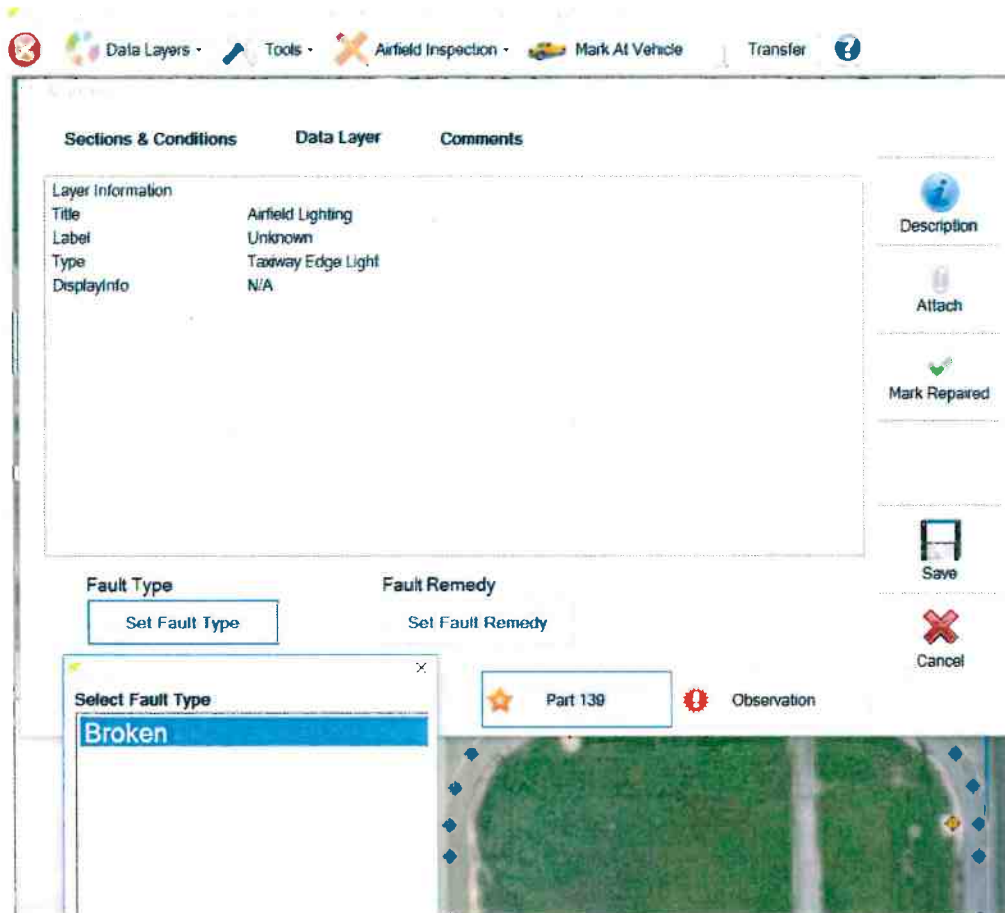 Data Layers Tools Airfield Inspection Mark At Vehicle Transfer ?
Sections & Conditions Data Layer Comments
Layer Information
Title Airfield Lighting
Label Unknown
Type Taxiway Edge Light
DisplayInfo N/A
Description
Attach
Mark Repaired
Save
Cancel
Fault Type Fault Remedy
Set Fault Type Set Fault Remedy
Part 139 Observation
Select Fault Type
Broken